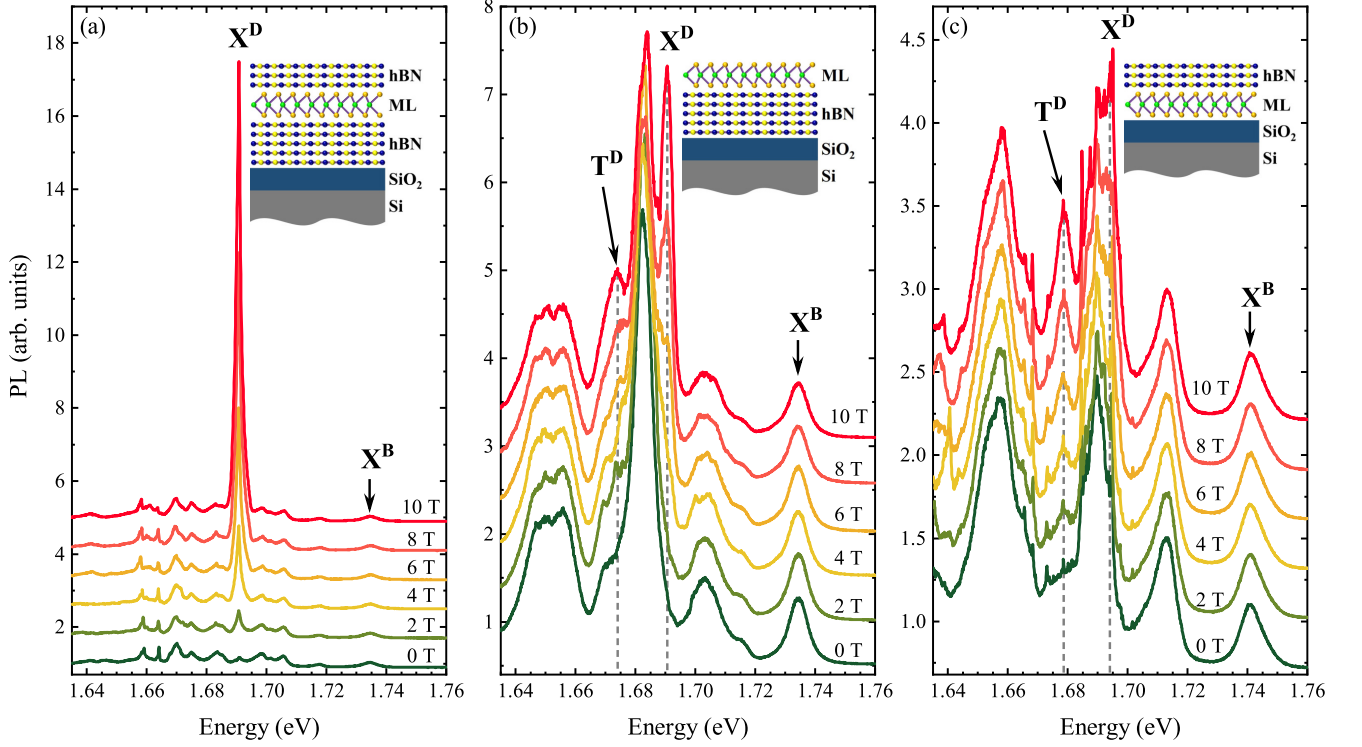 PL (arb. units)
(a)
X^D
hBN
ML
hBN
SiO₂
Si
X^B
10 T
8 T
6 T
4 T
2 T
0 T
18
16
14
12
10
8
6
4
2
1.64 1.66 1.68 1.70 1.72 1.74 1.76
Energy (eV)
(b)
X^D
ML
hBN
SiO₂
Si
T^D
X^B
10 T
8 T
6 T
4 T
2 T
0 T
8
7
6
5
4
3
2
1
1.64 1.66 1.68 1.70 1.72 1.74 1.76
Energy (eV)
(c)
X^D
hBN
ML
SiO₂
Si
T^D
X^B
10 T
8 T
6 T
4 T
2 T
0 T
4.5
4.0
3.5
3.0
2.5
2.0
1.5
1.0
1.64 1.66 1.68 1.70 1.72 1.74 1.76
Energy (eV)